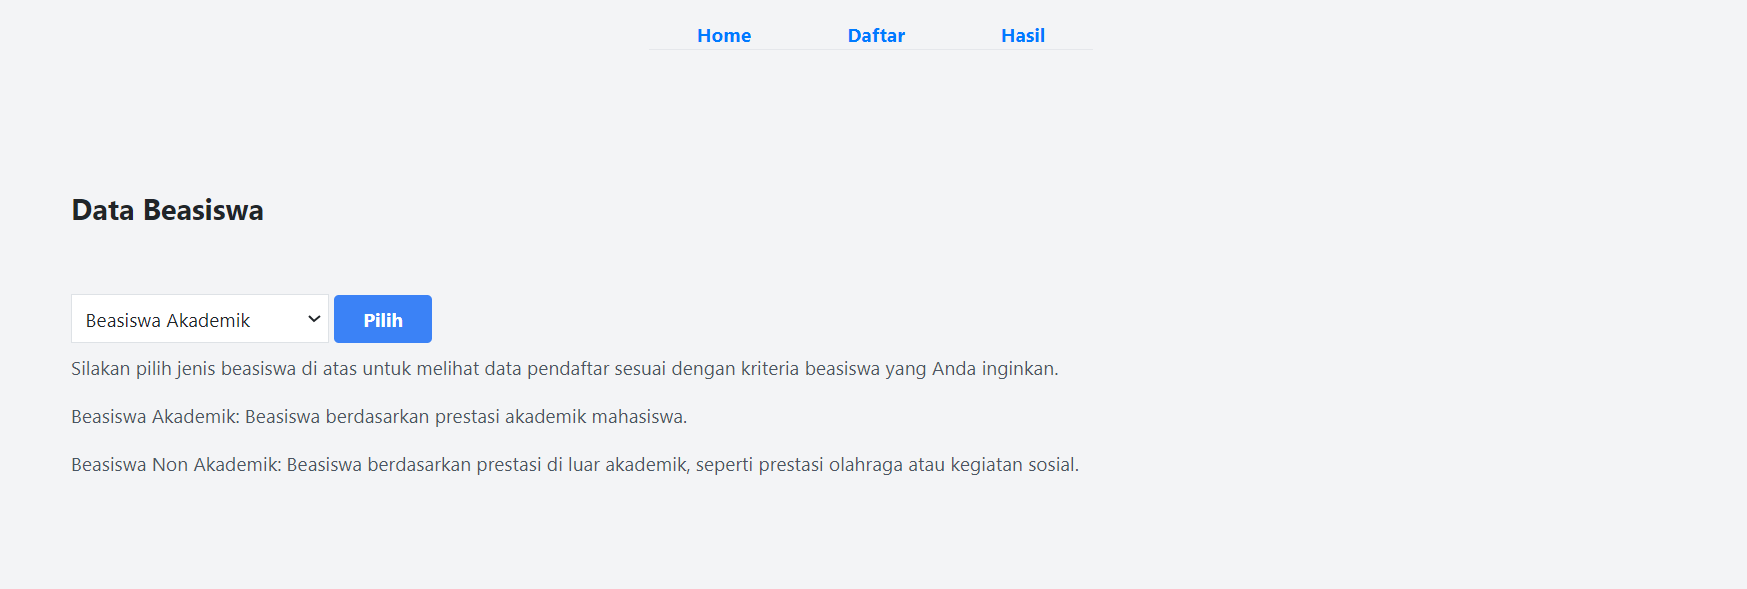 Home Daftar Hasil
Data Beasiswa
Beasiswa Akademik Pilih
Silakan pilih jenis beasiswa di atas untuk melihat data pendaftar sesuai dengan kriteria beasiswa yang Anda inginkan.
Beasiswa Akademik: Beasiswa berdasarkan prestasi akademik mahasiswa.
Beasiswa Non Akademik: Beasiswa berdasarkan prestasi di luar akademik, seperti prestasi olahraga atau kegiatan sosial.